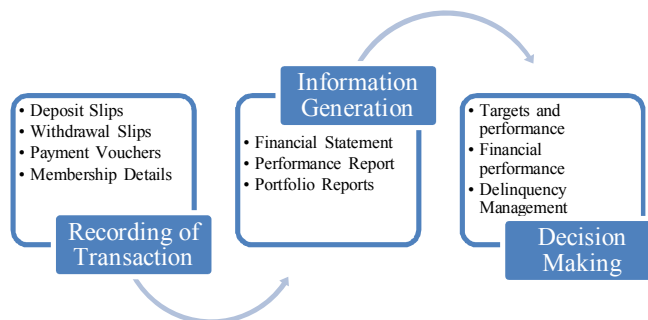 • Deposit Slips
• Withdrawal Slips
• Payment Vouchers
• Membership Details
Recording of
Transaction
Information
Generation
• Financial Statement
• Performance Report
• Portfolio Reports
• Targets and
performance
• Financial
performance
• Delinquency
Management
Decision
Making